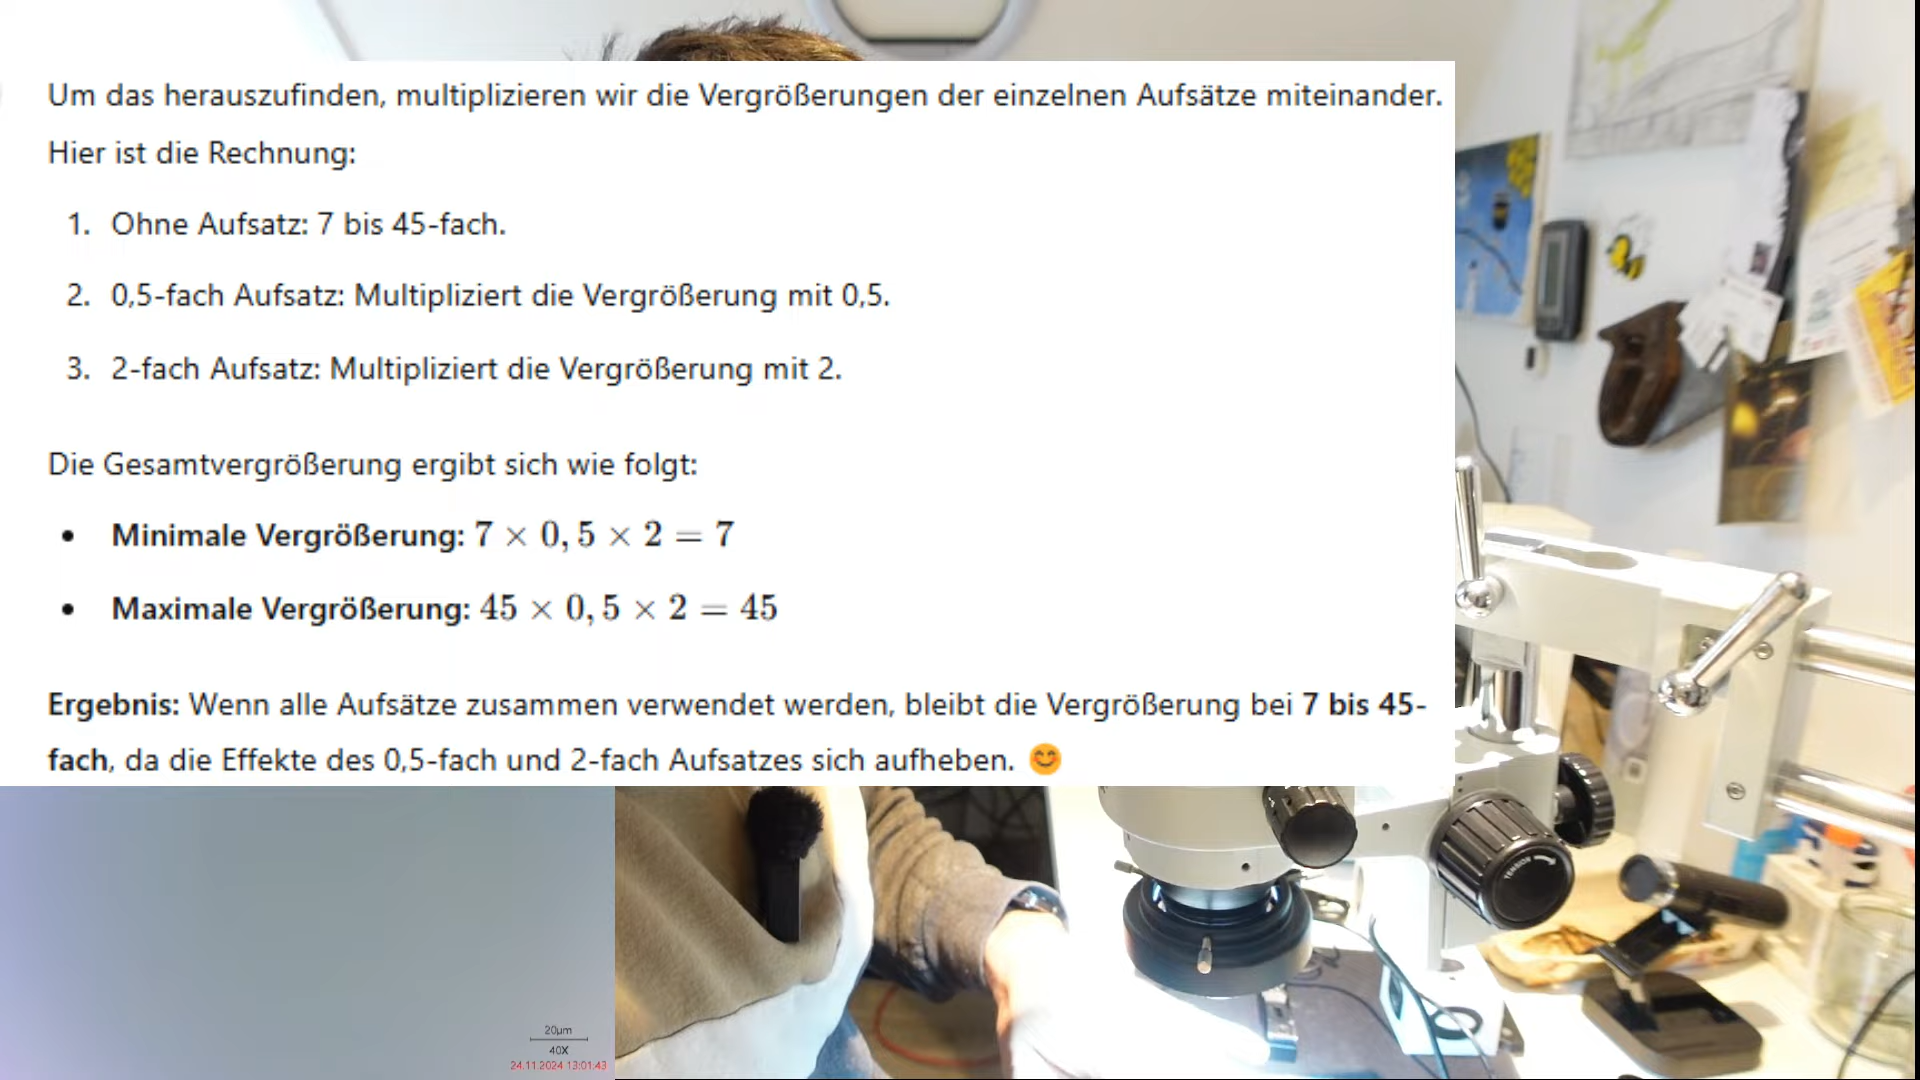 Um das herauszufinden, multiplizieren wir die Vergrößerungen der einzelnen Aufsätze miteinander.
Hier ist die Rechnung:
1. Ohne Aufsatz: 7 bis 45-fach.
2. 0,5-fach Aufsatz: Multipliziert die Vergrößerung mit 0,5.
3. 2-fach Aufsatz: Multipliziert die Vergrößerung mit 2.
Die Gesamtvergrößerung ergibt sich wie folgt:
• Minimale Vergrößerung: 7 × 0,5 × 2 = 7
• Maximale Vergrößerung: 45 × 0,5 × 2 = 45
Ergebnis: Wenn alle Aufsätze zusammen verwendet werden, bleibt die Vergrößerung bei 7 bis 45-
fach, da die Effekte des 0,5-fach und 2-fach Aufsatzes sich aufheben. 😊
TENSION
20µm
40X
24.11.2024 13:01:43